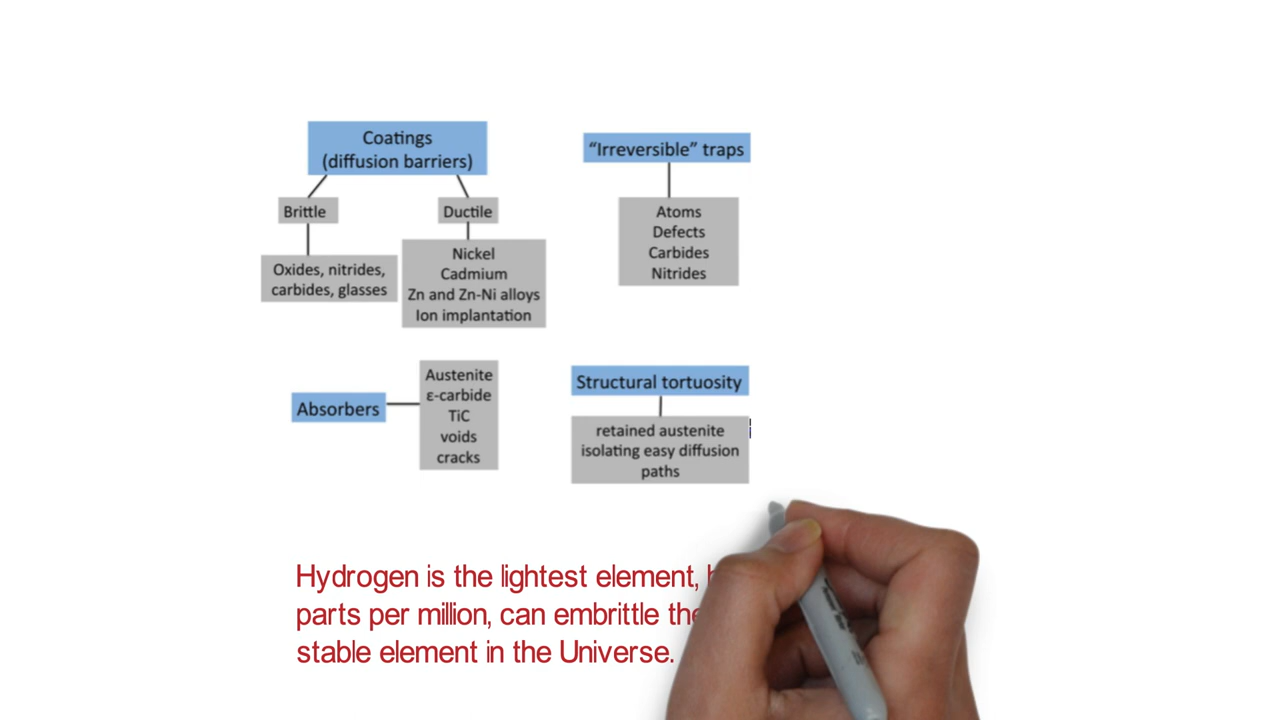 Coatings
(diffusion barriers)
Brittle
Oxides, nitrides,
carbides, glasses
Ductile
Nickel
Cadmium
Zn and Zn-Ni alloys
Ion implantation
“Irreversible” traps
Atoms
Defects
Carbides
Nitrides
Absorbers
Austenite
ε-carbide
TiC
voids
cracks
Structural tortuosity
retained austenite
isolating easy diffusion
paths
Hydrogen is the lightest element,
parts per million, can embrittle the
stable element in the Universe.